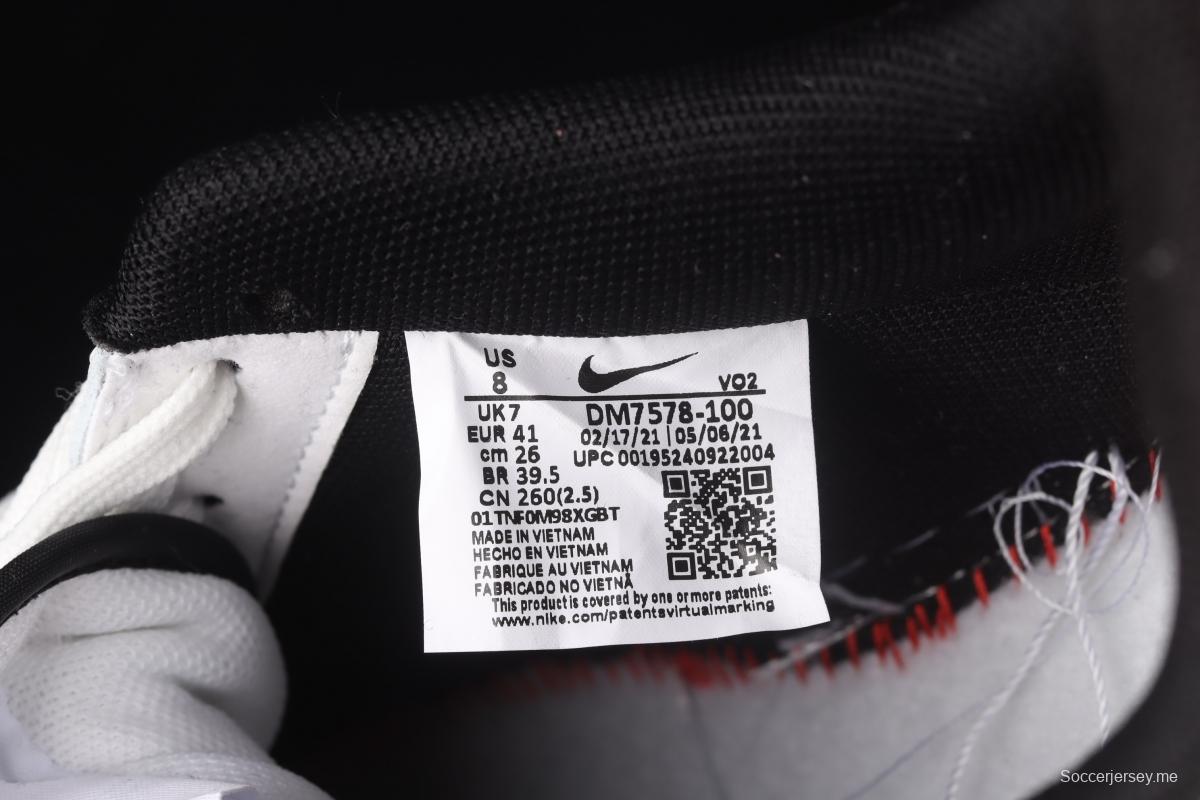 US
8
VO2
UK 7
DM7578-100
EUR 41
02/17/21 | 05/06/21
cm 26
UPC 00195240922004
BR 39.5
CN 260(2.5)
01TNF0M98XGBT
MADE IN VIETNAM
HECHO EN VIETNAM
FABRIQUE AU VIETNAM
FABRICADO NO VIETNÃ
This product is covered by one or more patents:
www.nike.com/patentsvirtualmarking
Soccerjersey.me